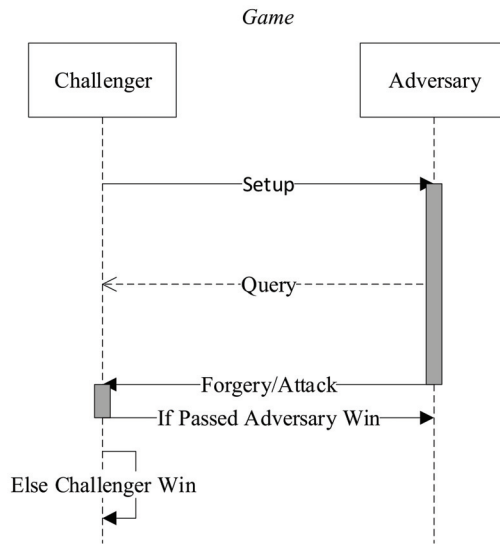 Game
Challenger
Adversary
Setup
Query
Forgery/Attack
If Passed Adversary Win
Else Challenger Win